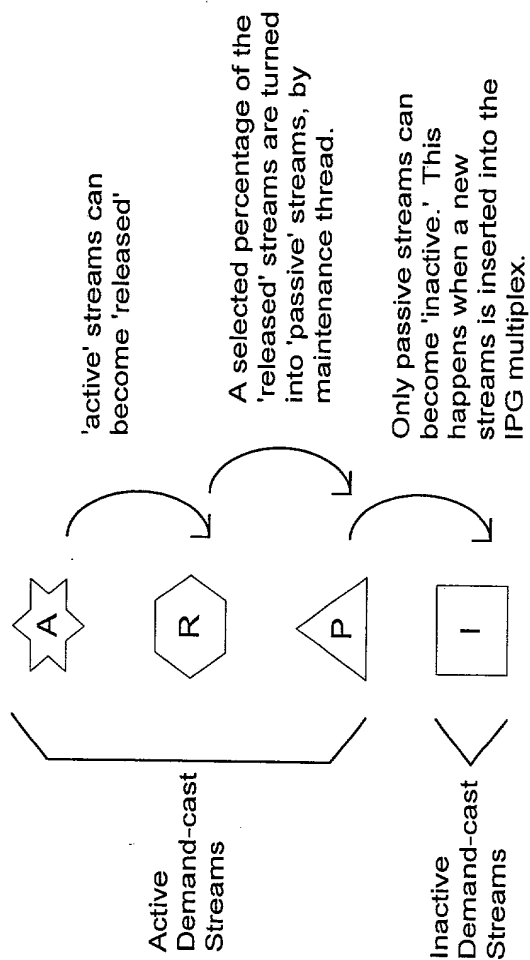 Active
Demand-cast
Streams
Inactive
Demand-cast
Streams
A
R
P
I
'active' streams can
become 'released'
A selected percentage of the
'released' streams are turned
into 'passive' streams, by
maintenance thread.
Only passive streams can
become 'inactive.' This
happens when a new
streams is inserted into the
IPG multiplex.